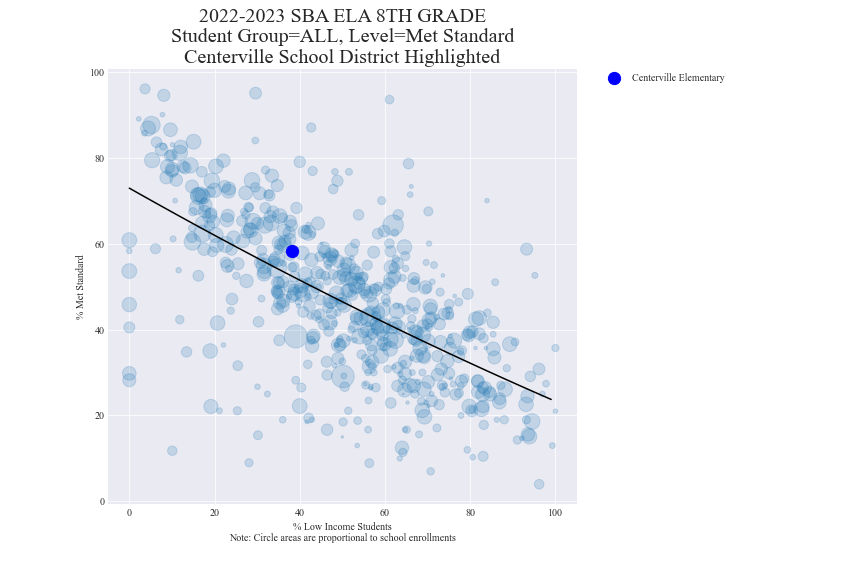 2022-2023 SBA ELA 8TH GRADE
Student Group=ALL, Level=Met Standard
Centerville School District Highlighted
Centerville Elementary
% Met Standard
100
80
60
40
20
0
0 20 40 60 80 100
% Low Income Students
Note: Circle areas are proportional to school enrollments